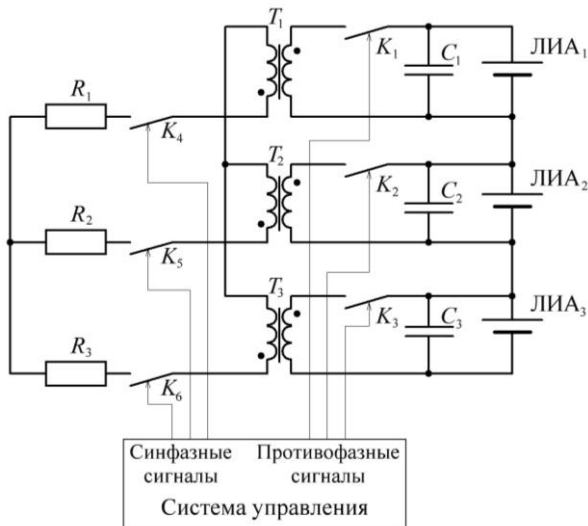 T₁
K₁
C₁
ЛИА₁
R₁
K₄
T₂
K₂
C₂
ЛИА₂
R₂
K₅
T₃
K₃
C₃
ЛИА₃
R₃
K₆
Синфазные
сигналы
Противофазные
сигналы
Система управления